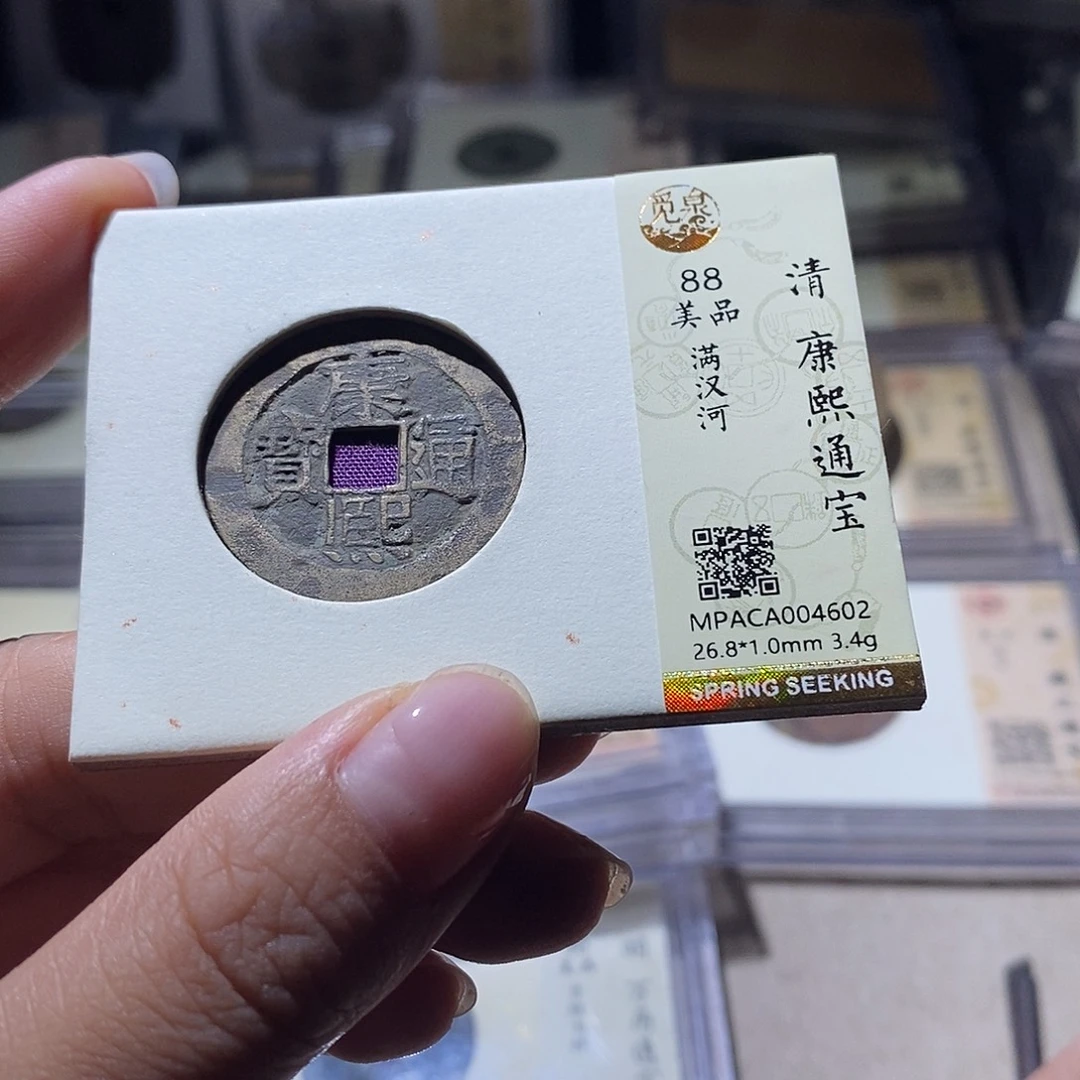 康熙通寶
觅泉
88
美品
满汉河
清 康熙通宝
MPACA004602
26.8*1.0mm 3.4g
SPRING SEEKING